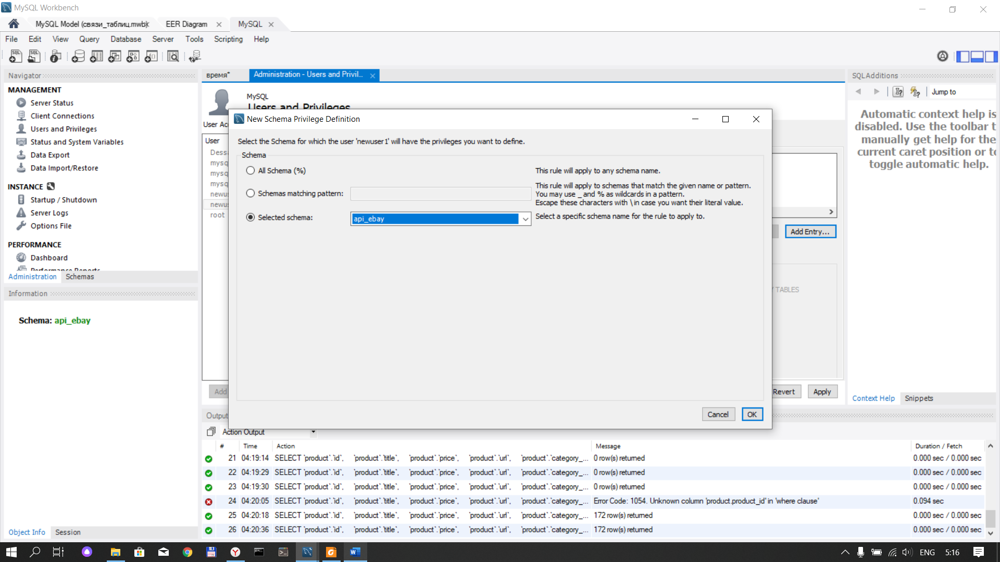 MySQL Workbench
MySQL Model (связи_таблиц.mwb)
EER Diagram
MySQL
File Edit View Query Database Server Tools Scripting Help
Navigator
MANAGEMENT
Server Status
Client Connections
Users and Privileges
Status and System Variables
Data Export
Data Import/Restore
INSTANCE
Startup / Shutdown
Server Logs
Options File
PERFORMANCE
Dashboard
Performance Reports
Administration Schemas
Information
Schema: api_ebay
Object Info Session
время*
Administration - Users and Privil...
MySQL
Users and Privileges
User Acc
User
Dessa
mysq
mysq
mysq
newus
newus
root
Add
New Schema Privilege Definition
Select the Schema for which the user 'newuser1' will have the privileges you want to define.
Schema
All Schema (%) This rule will apply to any schema name.
Schemas matching pattern: This rule will apply to schemas that match the given name or pattern.
You may use _ and % as wildcards in a pattern.
Escape these characters with \ in case you want their literal value.
Selected schema: api_ebay Select a specific schema name for the rule to apply to.
Cancel OK
Add Entry...
TABLES
Revert Apply
SQLAdditions
Jump to
Automatic context help is
disabled. Use the toolbar t
manually get help for the
current caret position or to
toggle automatic help.
Context Help Snippets
Output
Action Output
# Time Action Message Duration / Fetch
21 04:19:14 SELECT `product`.`id`, `product`.`title`, `product`.`price`, `product`.`url`, `product`.`category_... 0 row(s) returned 0.000 sec / 0.000 sec
22 04:19:29 SELECT `product`.`id`, `product`.`title`, `product`.`price`, `product`.`url`, `product`.`category_... 0 row(s) returned 0.000 sec / 0.000 sec
23 04:19:30 SELECT `product`.`id`, `product`.`title`, `product`.`price`, `product`.`url`, `product`.`category_... 0 row(s) returned 0.000 sec / 0.000 sec
24 04:20:05 SELECT `product`.`id`, `product`.`title`, `product`.`price`, `product`.`url`, `product`.`category_... Error Code: 1054. Unknown column 'product.product_id' in 'where clause' 0.094 sec
25 04:20:18 SELECT `product`.`id`, `product`.`title`, `product`.`price`, `product`.`url`, `product`.`category_... 172 row(s) returned 0.000 sec / 0.000 sec
26 04:20:36 SELECT `product`.`id`, `product`.`title`, `product`.`price`, `product`.`url`, `product`.`category_... 172 row(s) returned 0.000 sec / 0.000 sec
ENG 5:16